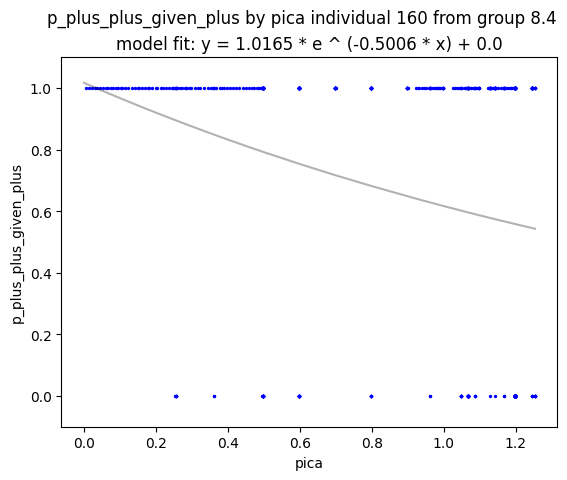 p_plus_plus_given_plus by pica individual 160 from group 8.4
model fit: y = 1.0165 * e ^ (-0.5006 * x) + 0.0
p_plus_plus_given_plus
1.0
0.8
0.6
0.4
0.2
0.0
0.0 0.2 0.4 0.6 0.8 1.0 1.2
pica